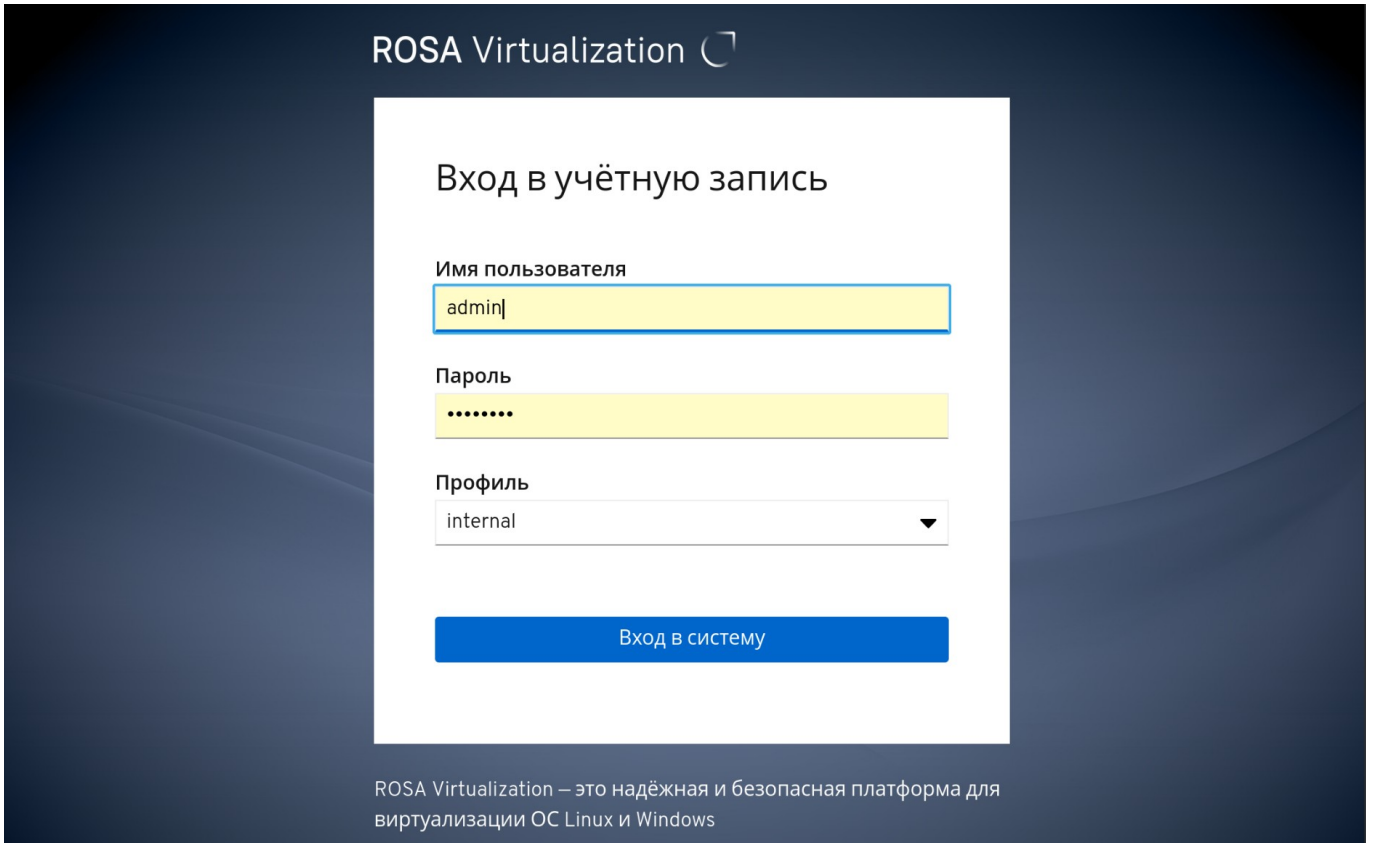 ROSA Virtualization
Вход в учётную запись
Имя пользователя
admin
Пароль
••••••••
Профиль
internal
Вход в систему
ROSA Virtualization – это надёжная и безопасная платформа для
виртуализации ОС Linux и Windows